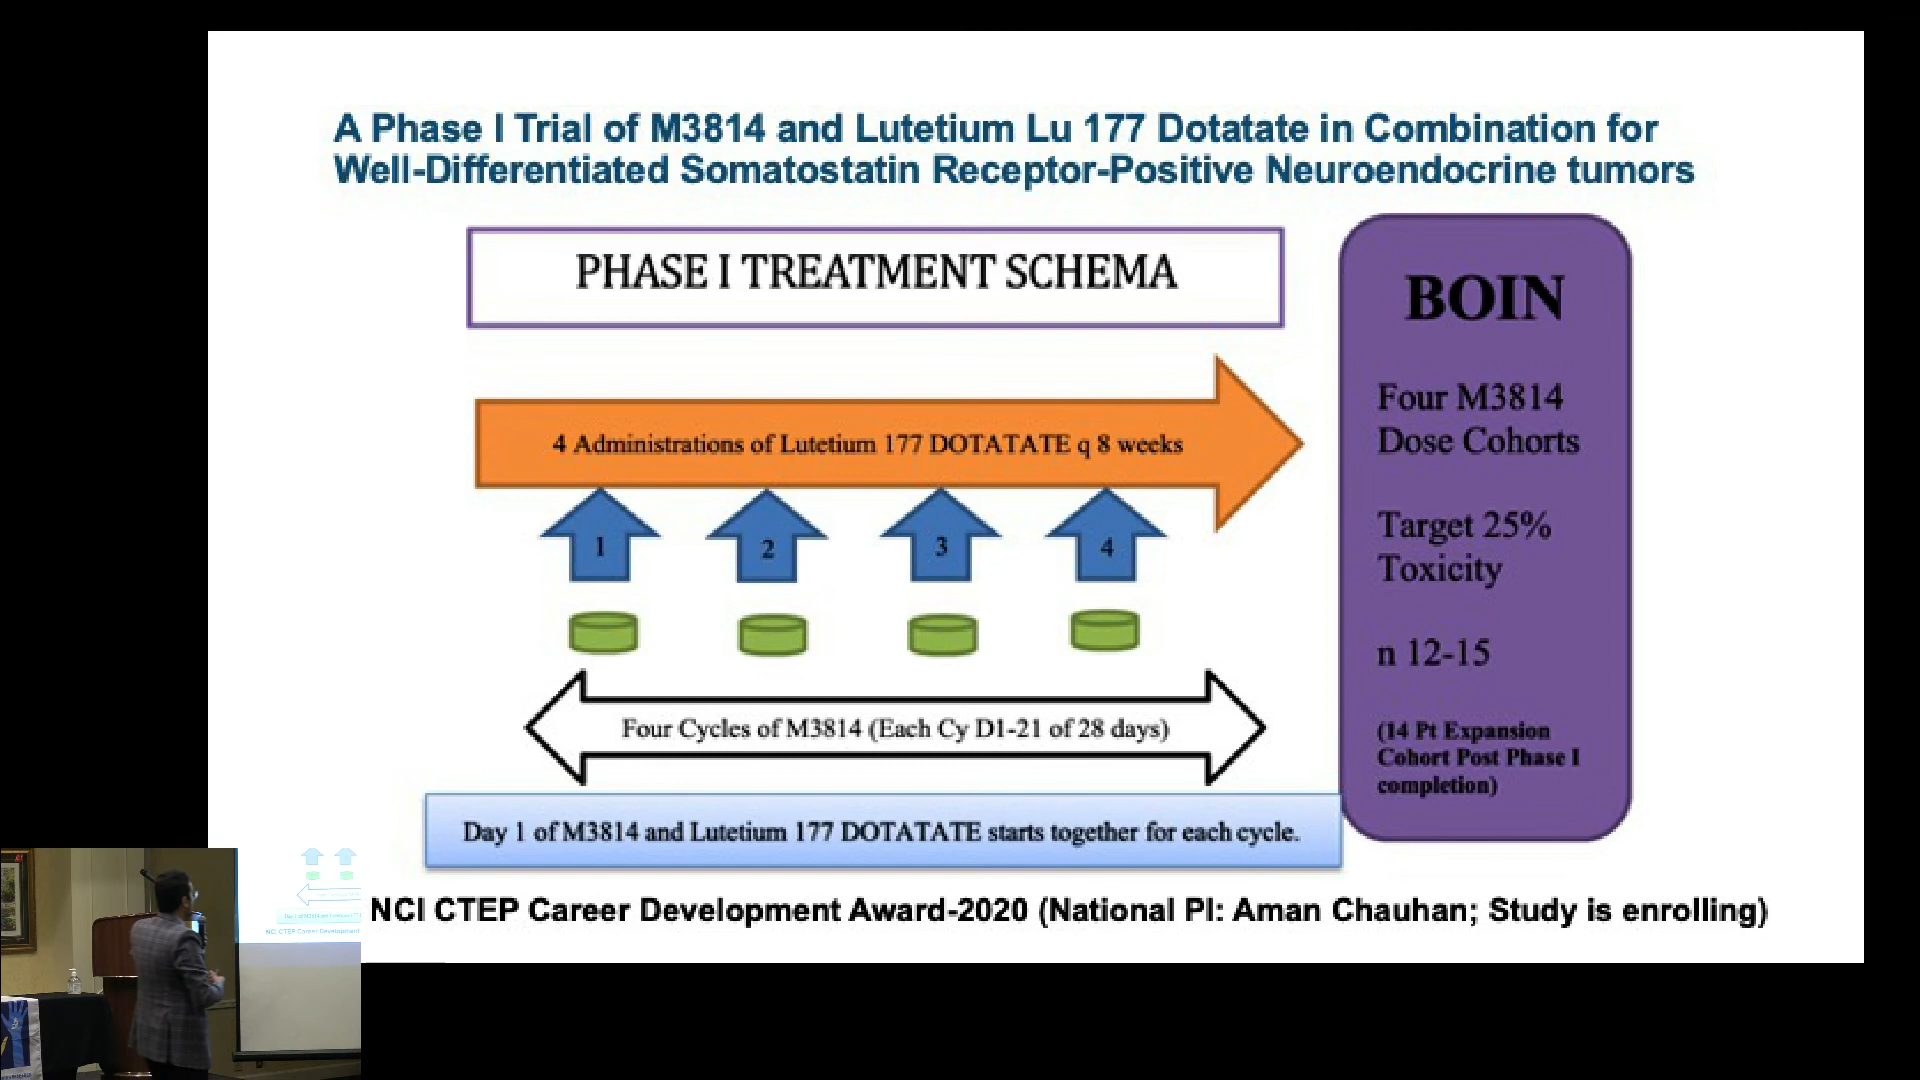 A Phase I Trial of M3814 and Lutetium Lu 177 Dotatate in Combination for
Well-Differentiated Somatostatin Receptor-Positive Neuroendocrine tumors
PHASE I TREATMENT SCHEMA
4 Administrations of Lutetium 177 DOTATATE q 8 weeks
1
2
3
4
Four Cycles of M3814 (Each Cy D1-21 of 28 days)
Day 1 of M3814 and Lutetium 177 DOTATATE starts together for each cycle.
BOIN
Four M3814
Dose Cohorts
Target 25%
Toxicity
n 12-15
(14 Pt Expansion
Cohort Post Phase I
completion)
NCI CTEP Career Development Award-2020 (National PI: Aman Chauhan; Study is enrolling)
NCI CTEP Career Development